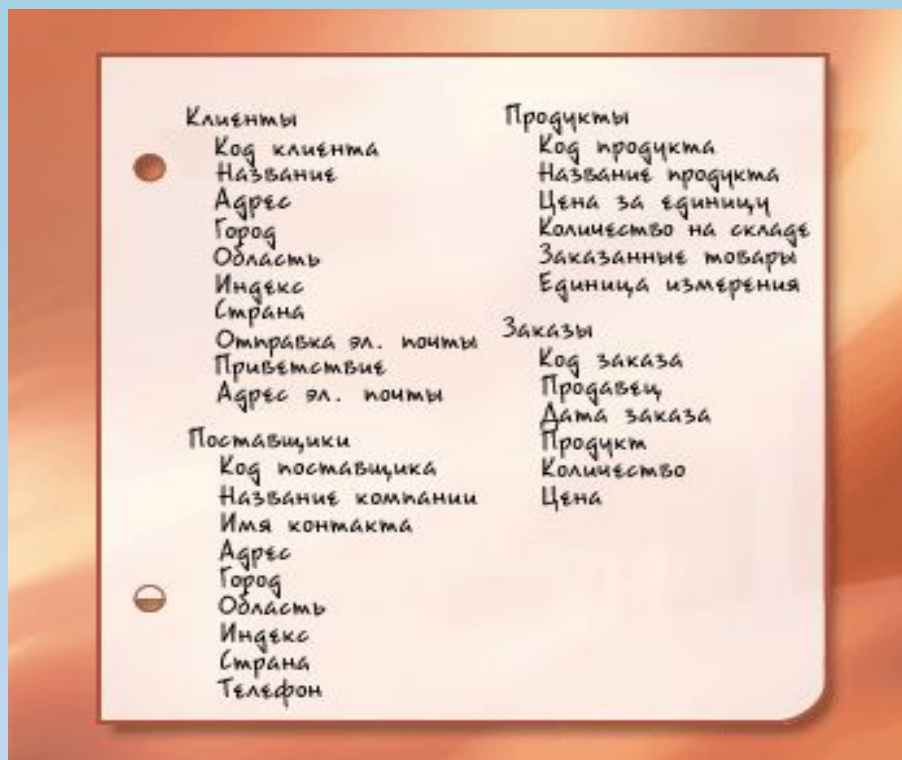 Клиенты
Код клиента
Название
Адрес
Город
Область
Индекс
Страна
Отправка эл. почты
Приветствие
Адрес эл. почты
Поставщики
Код поставщика
Название компании
Имя контакта
Адрес
Город
Область
Индекс
Страна
Телефон
Продукты
Код продукта
Название продукта
Цена за единицу
Количество на складе
Заказанные товары
Единица измерения
Заказы
Код заказа
Продавец
Дата заказа
Продукт
Количество
Цена